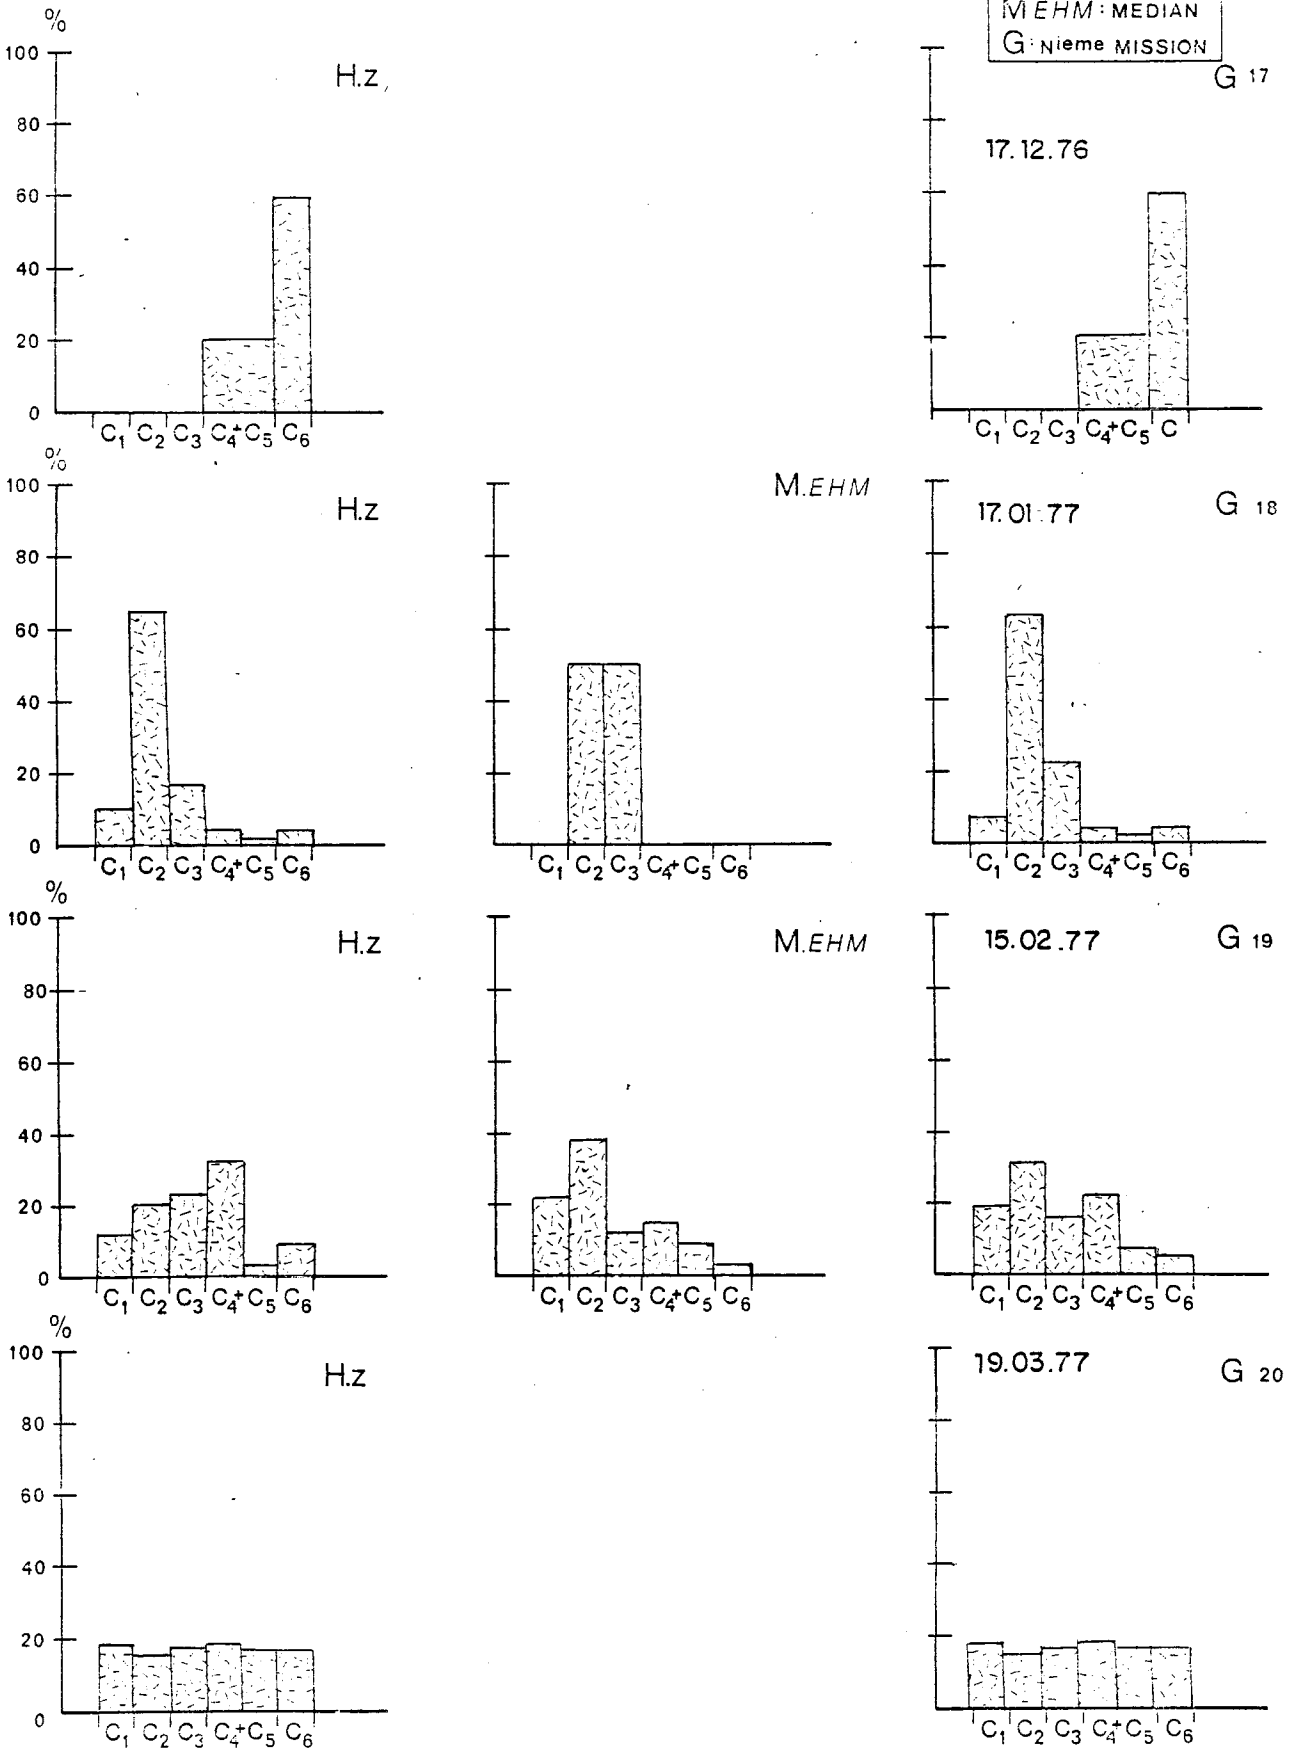 M EHM : MEDIAN
G : Nieme MISSION
%
100
80
60
40
20
0
H.z
C1 C2 C3 C4+C5 C6
G 17
17.12.76
C1 C2 C3 C4+C5 C
%
100
80
60
40
20
0
H.z
C1 C2 C3 C4+C5 C6
M.EHM
C1 C2 C3 C4+C5 C6
17.01.77
G 18
C1 C2 C3 C4+C5 C6
%
100
80
60
40
20
0
H.z
C1 C2 C3 C4+C5 C6
M.EHM
C1 C2 C3 C4+C5 C6
15.02.77
G 19
C1 C2 C3 C4+C5 C6
%
100
80
60
40
20
0
H.z
C1 C2 C3 C4+C5 C6
19.03.77
G 20
C1 C2 C3 C4+C5 C6